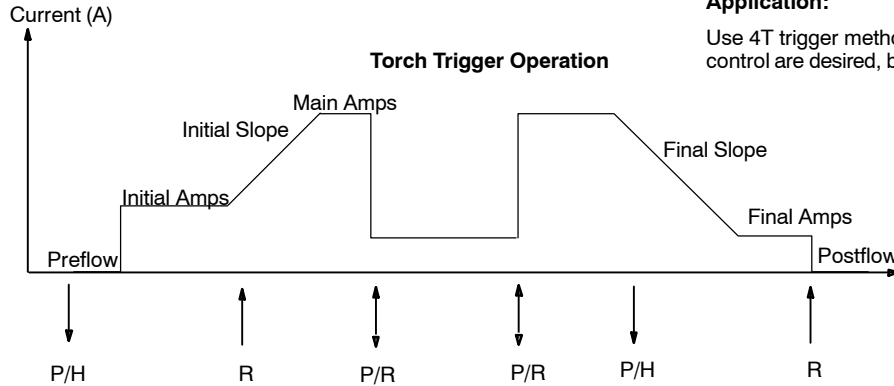 Current (A)
Application:
Use 4T trigger
control are desired,
Torch Trigger Operation
Main Amps
Initial Slope
Final Slope
Initial Amps
Final Amps
Preflow
Postflow
P/H
R
P/R
P/R
P/H
R